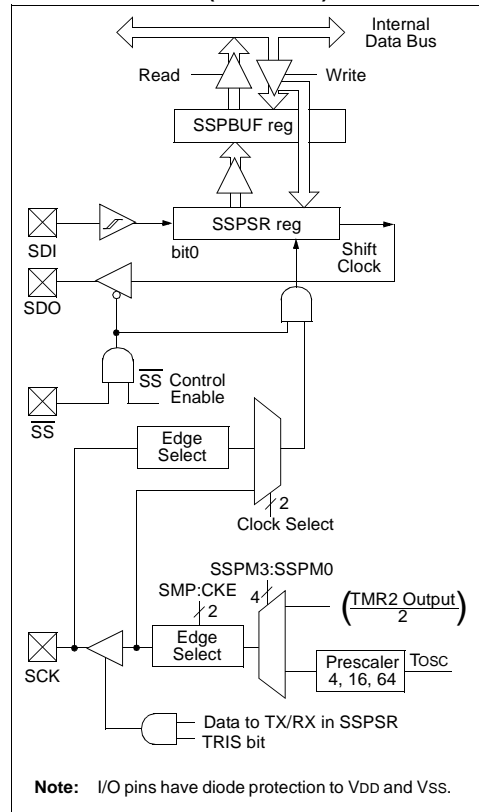 Internal
Data Bus
Read
Write
SSPBUF reg
SSPSR reg
SDI
bit0
Shift
Clock
SDO
SS Control
Enable
SS
Edge
Select
2
Clock Select
SSPM3:SSPM0
SMP:CKE
4
2
(TMR2 Output
2)
Edge
Select
SCK
Prescaler
4, 16, 64
TOSC
Data to TX/RX in SSPSR
TRIS bit
Note: I/O pins have diode protection to VDD and VSS.